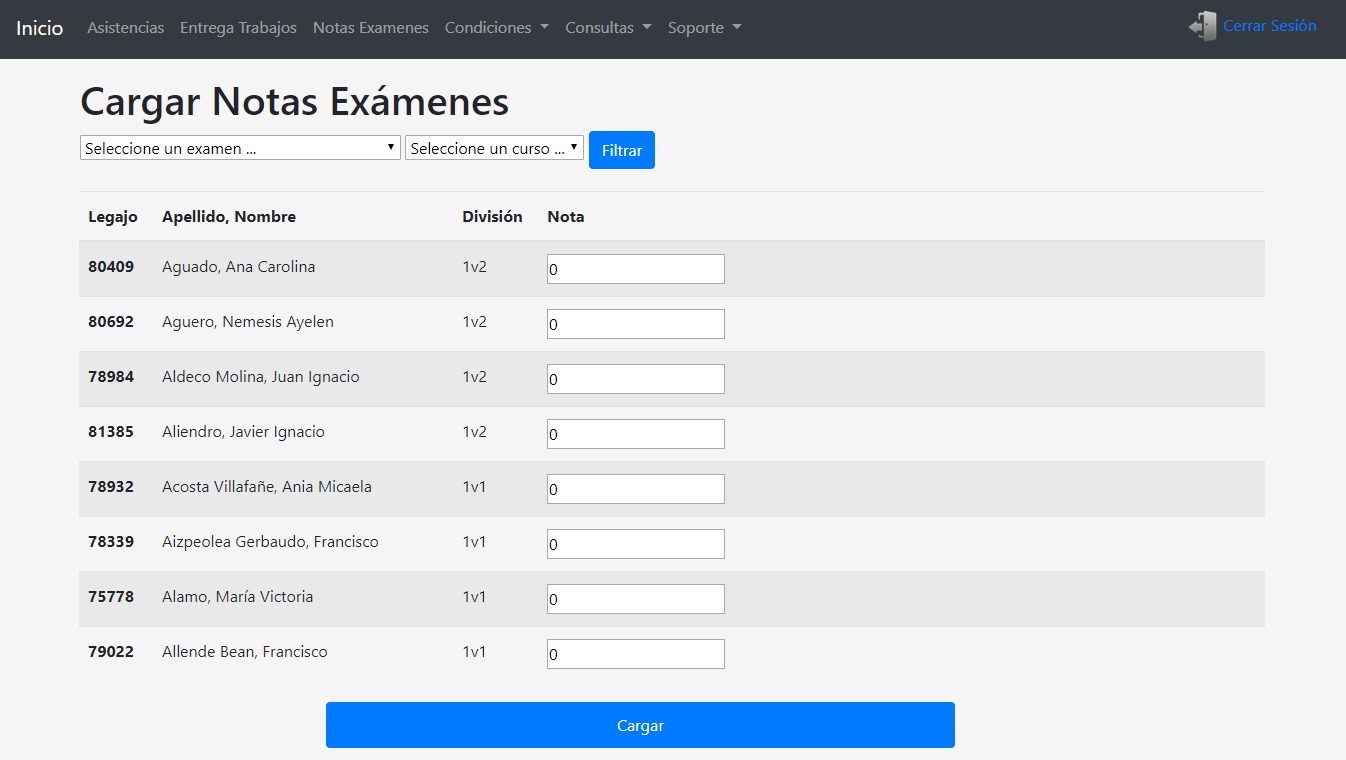 Inicio Asistencias Entrega Trabajos Notas Examenes Condiciones Consultas Soporte Cerrar Sesión
Cargar Notas Exámenes
Seleccione un examen ... Seleccione un curso ... Filtrar
Legajo Apellido, Nombre División Nota
80409 Aguado, Ana Carolina 1v2 0
80692 Aguero, Nemesis Ayelen 1v2 0
78984 Aldeco Molina, Juan Ignacio 1v2 0
81385 Aliendro, Javier Ignacio 1v2 0
78932 Acosta Villafañe, Ania Micaela 1v1 0
78339 Aizpeolea Gerbaudo, Francisco 1v1 0
75778 Alamo, María Victoria 1v1 0
79022 Allende Bean, Francisco 1v1 0
Cargar